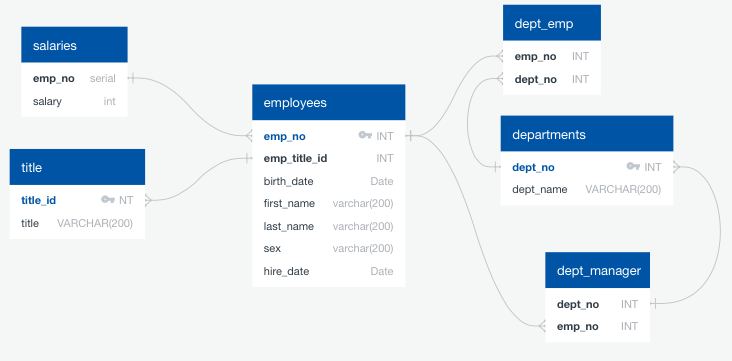 salaries
emp_no serial
salary int
title
title_id NT
title VARCHAR(200)
employees
emp_no INT
emp_title_id INT
birth_date Date
first_name varchar(200)
last_name varchar(200)
sex varchar(200)
hire_date Date
dept_emp
emp_no INT
dept_no INT
departments
dept_no INT
dept_name VARCHAR(200)
dept_manager
dept_no INT
emp_no INT